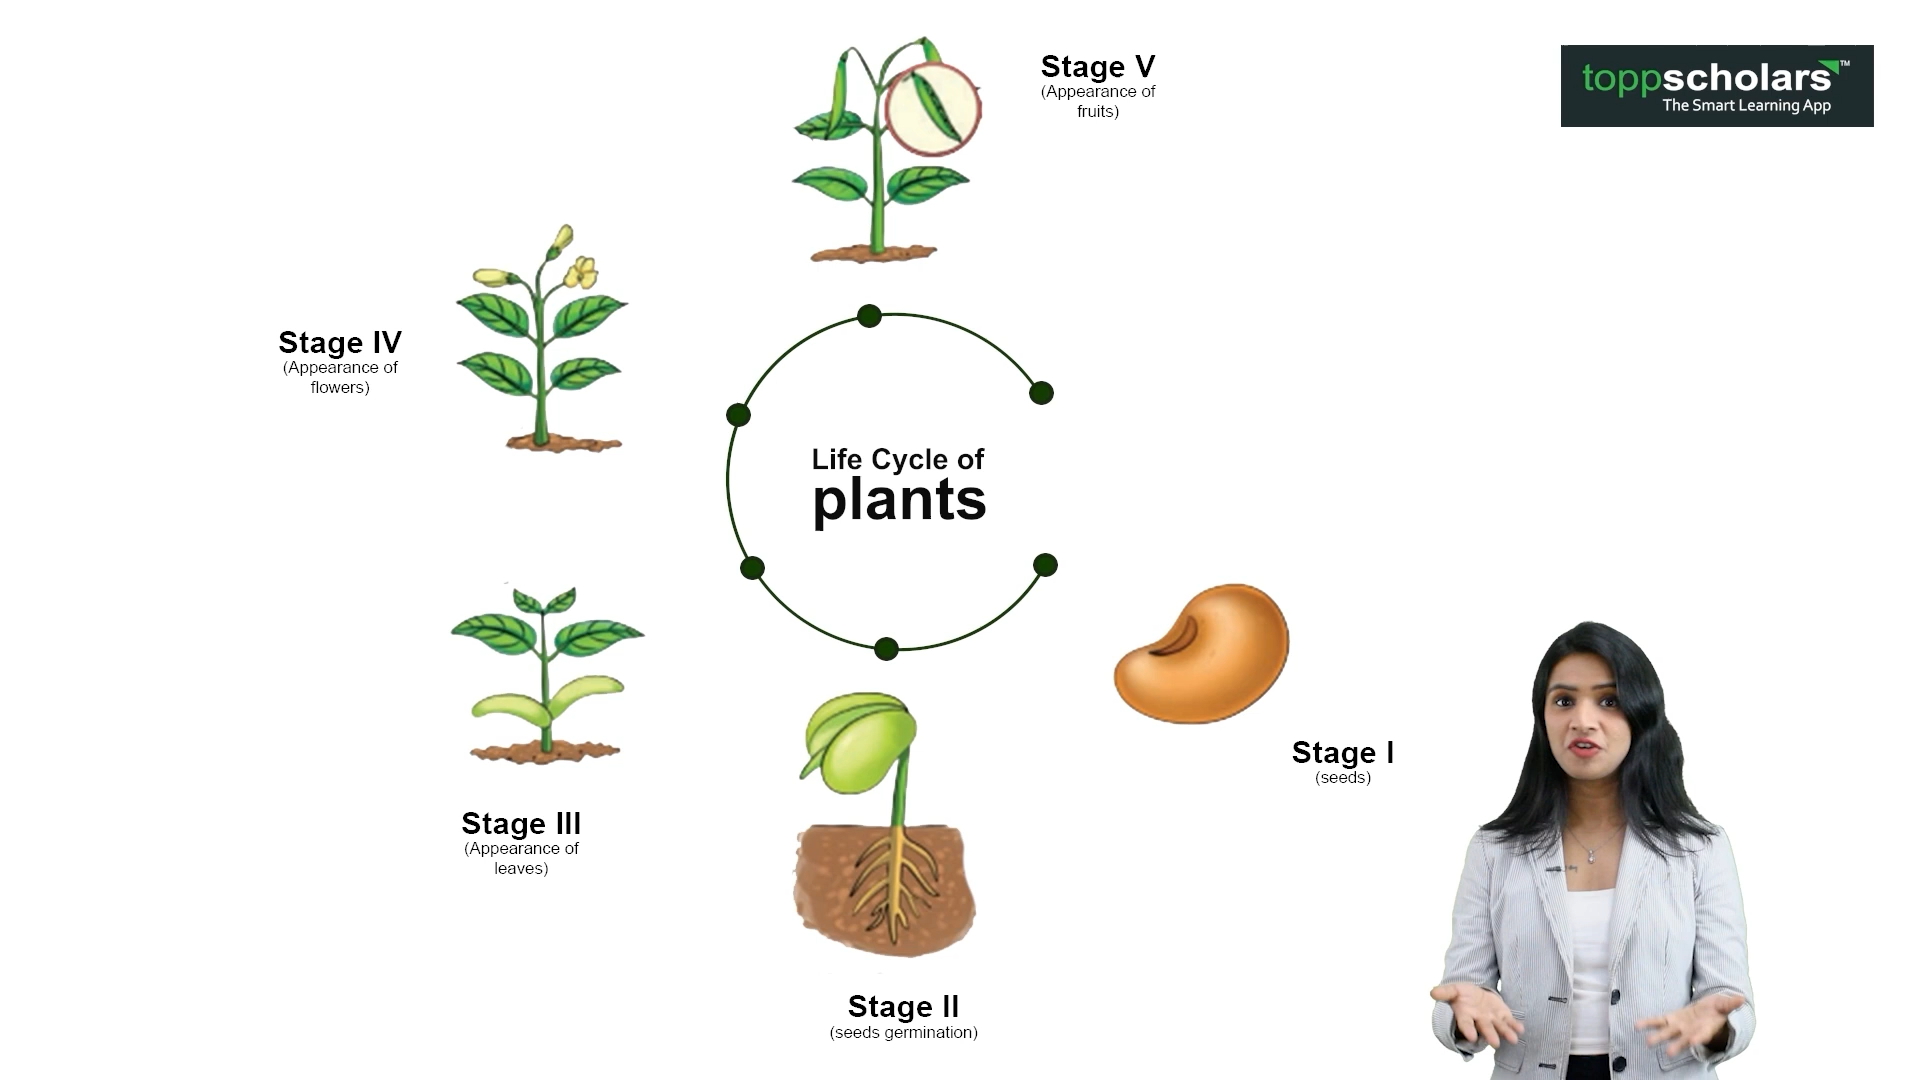 Stage V
(Appearance of
fruits)
toppscholars™
The Smart Learning App
Stage IV
(Appearance of
flowers)
Life Cycle of
plants
Stage I
(seeds)
Stage III
(Appearance of
leaves)
Stage II
(seeds germination)